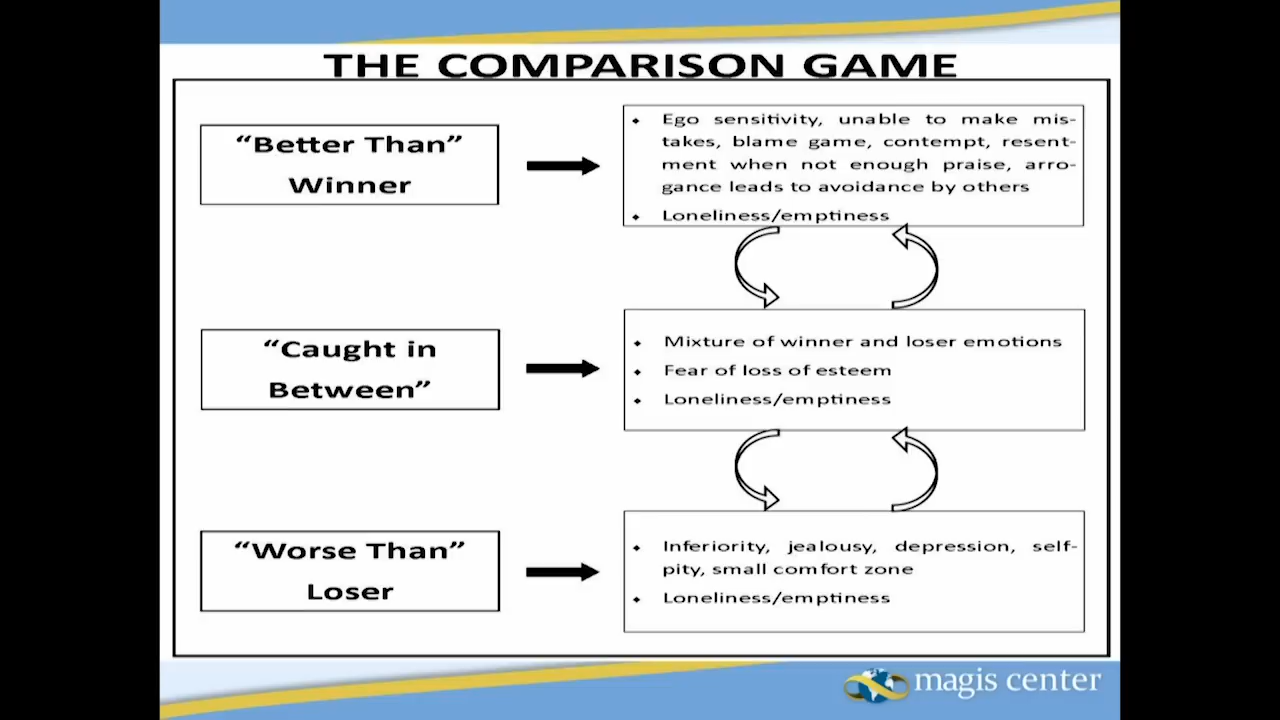 THE COMPARISON GAME
“Better Than”
Winner
• Ego sensitivity, unable to make mis-
takes, blame game, contempt, resent-
ment when not enough praise, arro-
gance leads to avoidance by others
• Loneliness/emptiness
“Caught in
Between”
• Mixture of winner and loser emotions
• Fear of loss of esteem
• Loneliness/emptiness
“Worse Than”
Loser
• Inferiority, jealousy, depression, self-
pity, small comfort zone
• Loneliness/emptiness
magis center